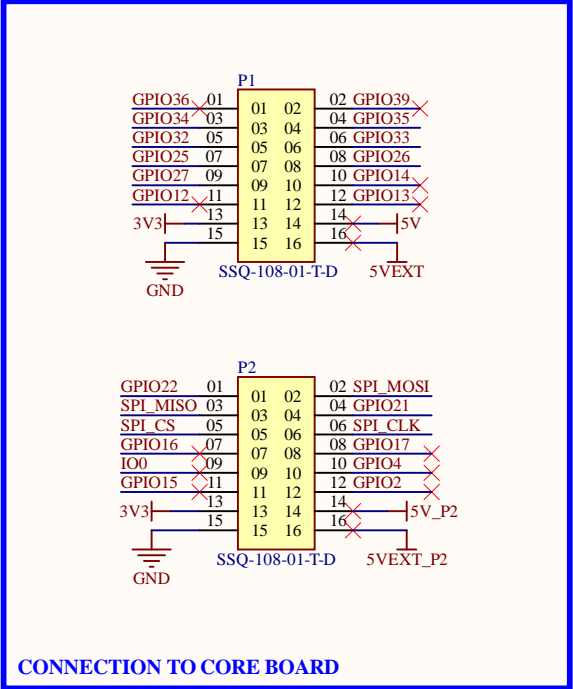 P1
GPIO36 01 01 02 02 GPIO39
GPIO34 03 03 04 04 GPIO35
GPIO32 05 05 06 06 GPIO33
GPIO25 07 07 08 08 GPIO26
GPIO27 09 09 10 10 GPIO14
GPIO12 11 11 12 12 GPIO13
3V3 13 13 14 14 5V
15 15 16 16
SSQ-108-01-T-D 5VEXT
GND
P2
GPIO22 01 01 02 02 SPI_MOSI
SPI_MISO 03 03 04 04 GPIO21
SPI_CS 05 05 06 06 SPI_CLK
GPIO16 07 07 08 08 GPIO17
IO0 09 09 10 10 GPIO4
GPIO15 11 11 12 12 GPIO2
3V3 13 13 14 14 5V_P2
15 15 16 16
SSQ-108-01-T-D 5VEXT_P2
GND
CONNECTION TO CORE BOARD